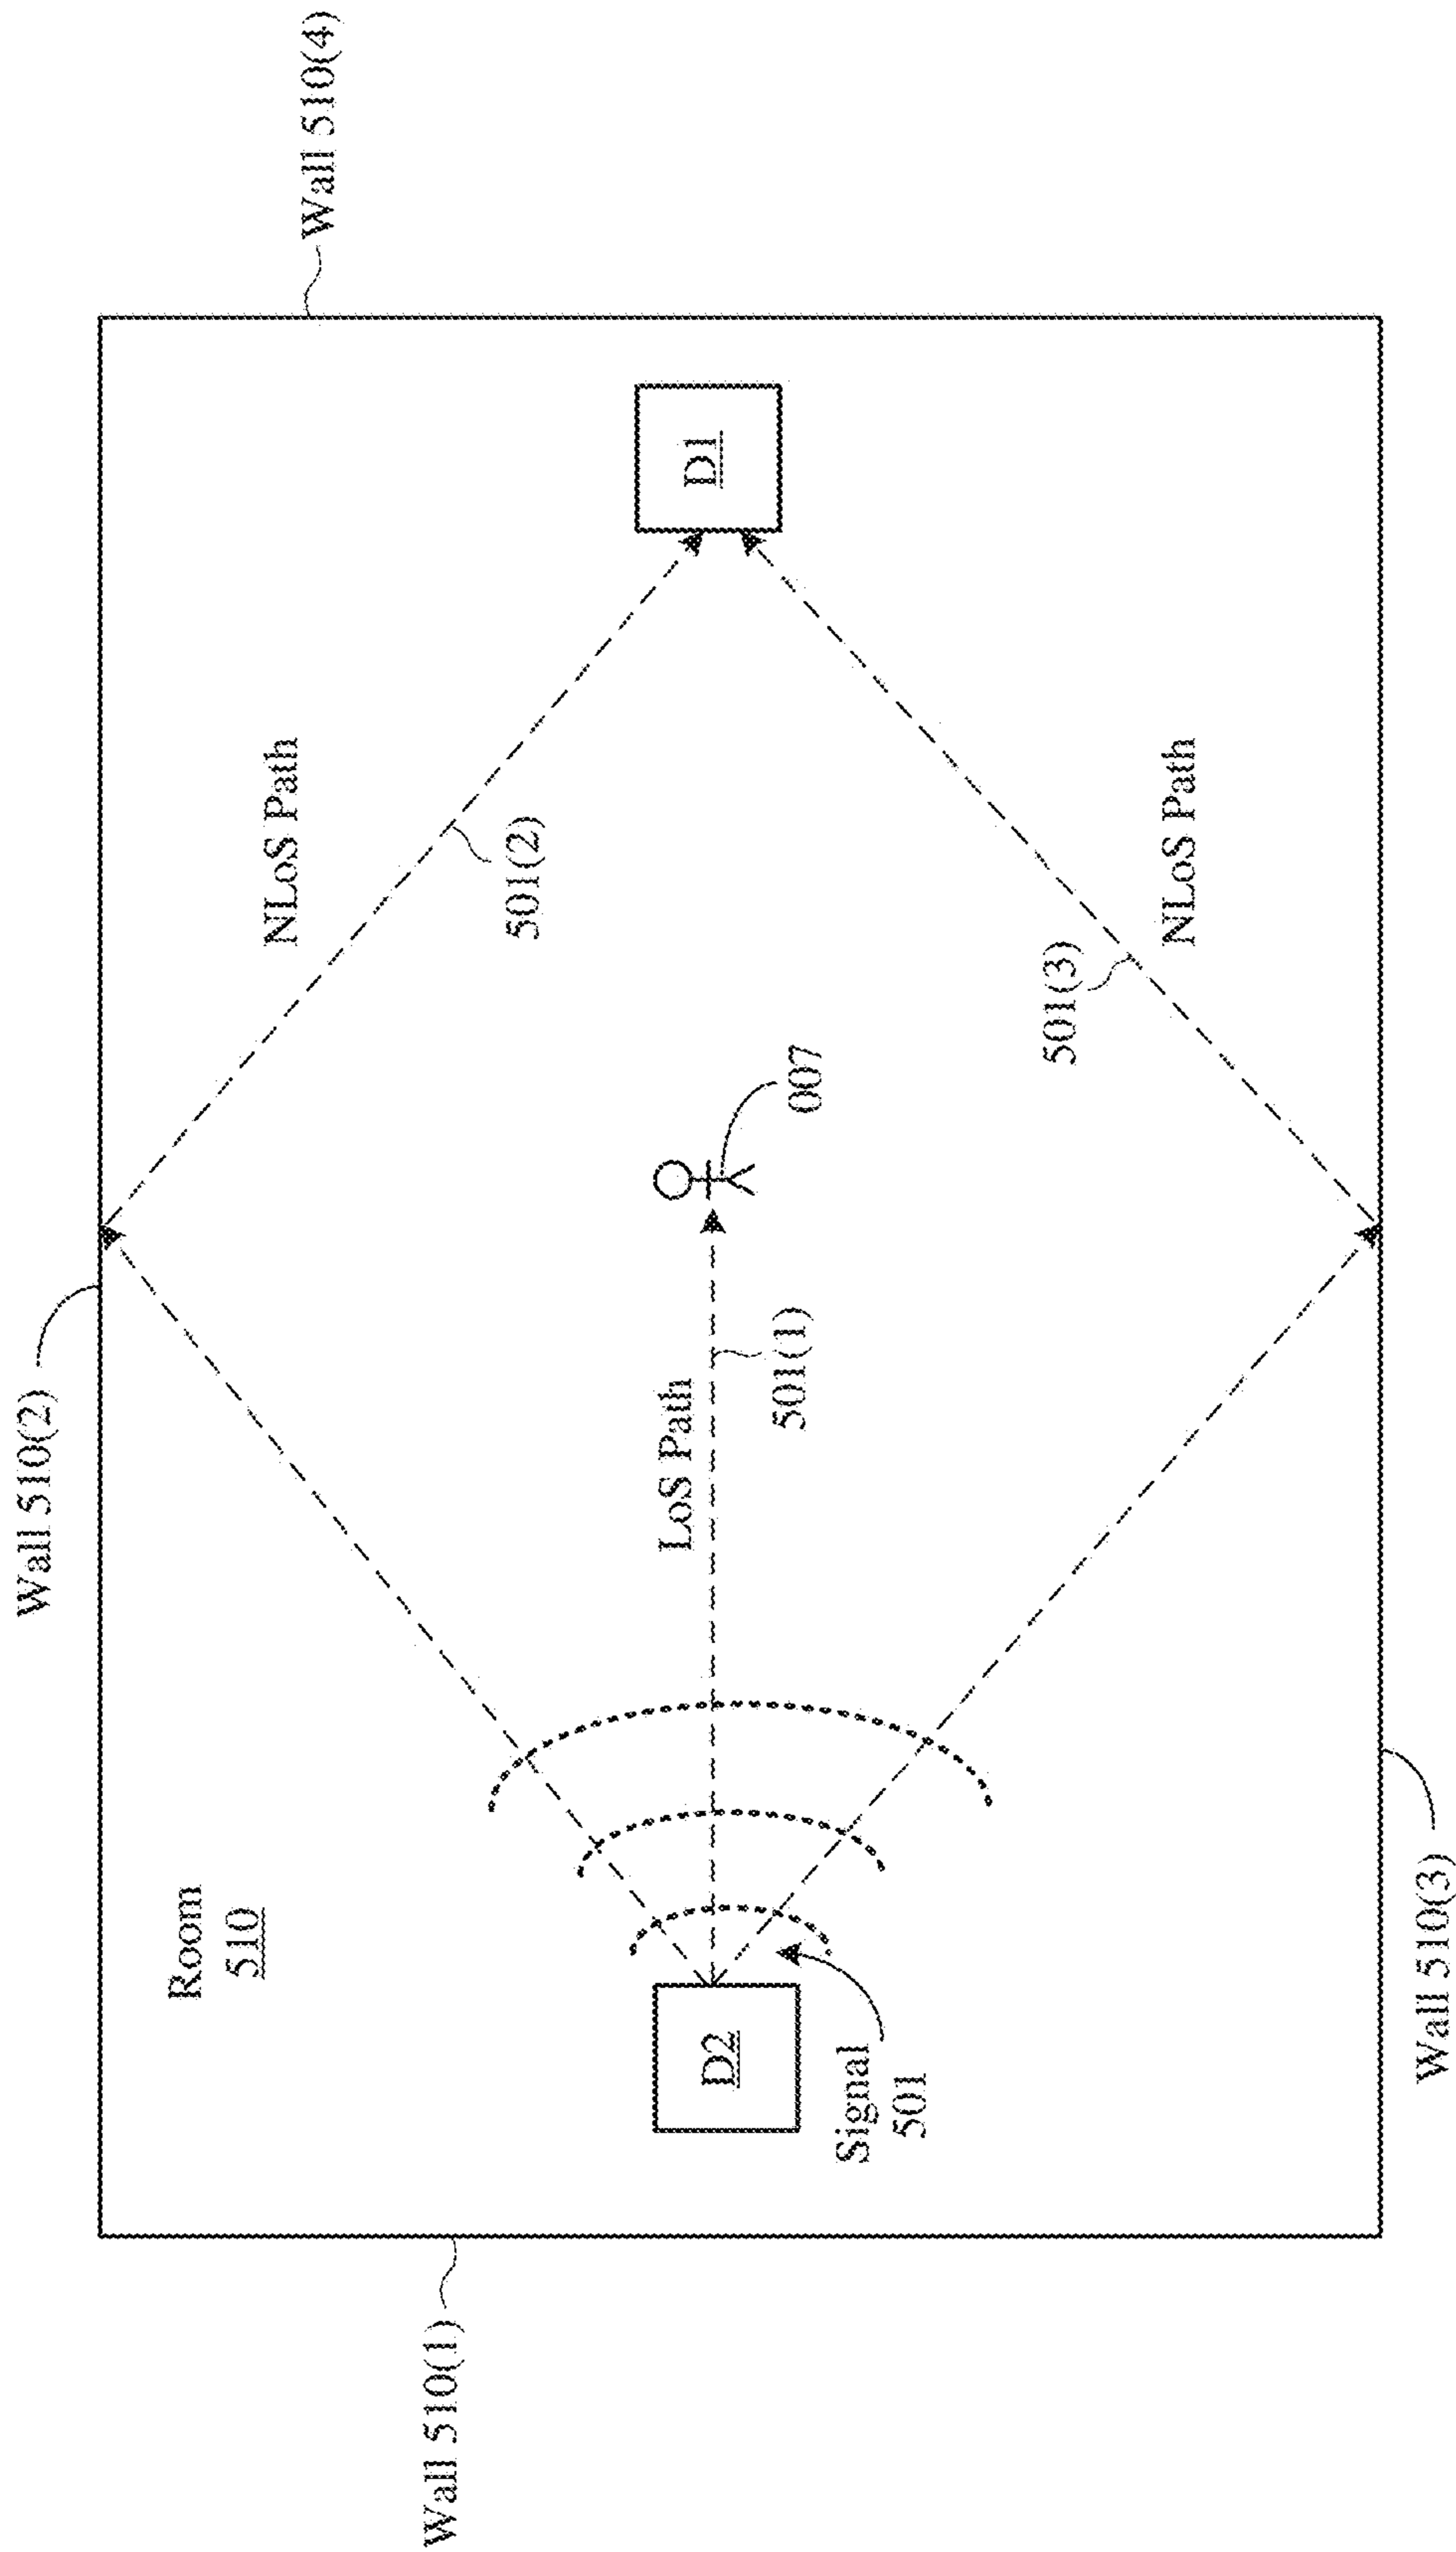 Wall 510(2)
Wall 510(4)
Room
510
NLoS Path
501(2)
LoS Path
501(1)
007
D2
D1
Signal
501
501(3)
NLoS Path
Wall 510(1)
Wall 510(3)